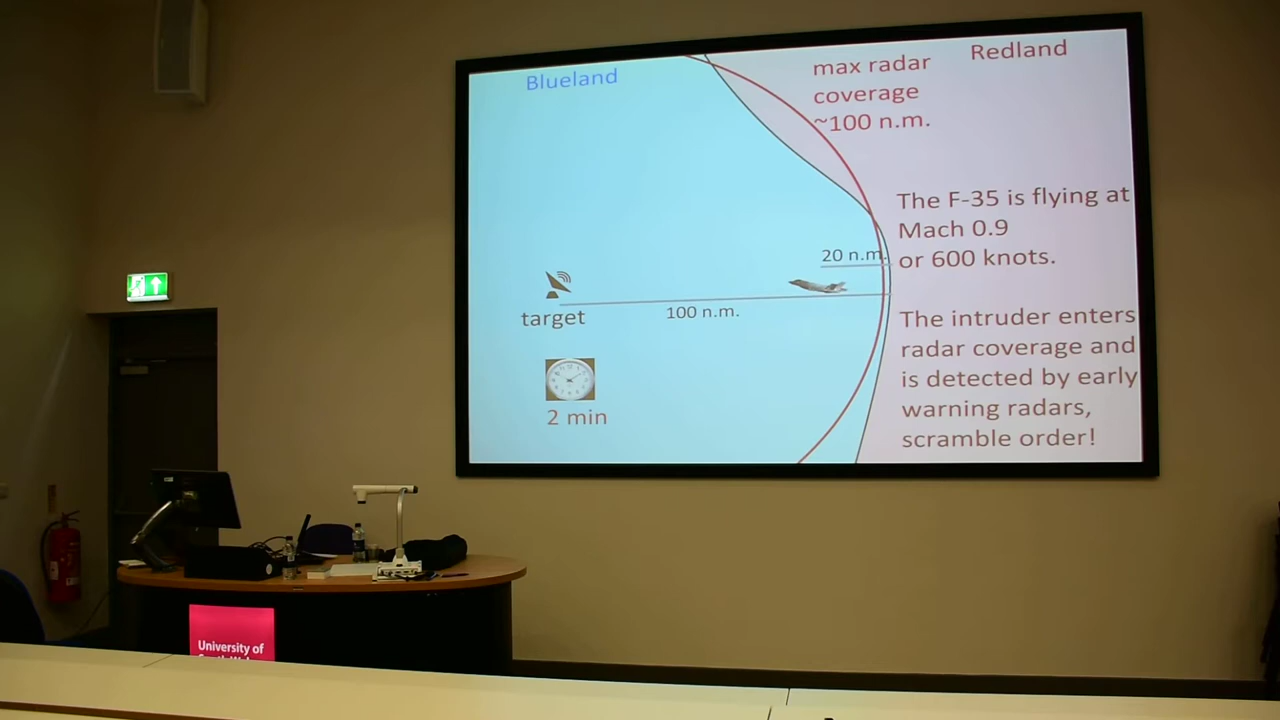 Blueland
Redland
max radar
coverage
~100 n.m.
The F-35 is flying at
Mach 0.9
or 600 knots.
20 n.m.
target
100 n.m.
The intruder enters
radar coverage and
is detected by early
warning radars,
scramble order!
2 min
University of